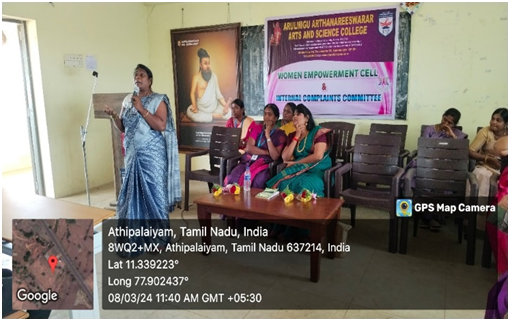 ARULMIGU ARTHANAREESWARAR
ARTS AND SCIENCE COLLEGE
WOMEN EMPOWERMENT CELL
&
INTERNAL COMPLAINTS COMMITTEE
GPS Map Camera
Athipalaiyam, Tamil Nadu, India
8WQ2+MX, Athipalaiyam, Tamil Nadu 637214, India
Lat 11.339223°
Long 77.902437°
08/03/24 11:40 AM GMT +05:30
Google